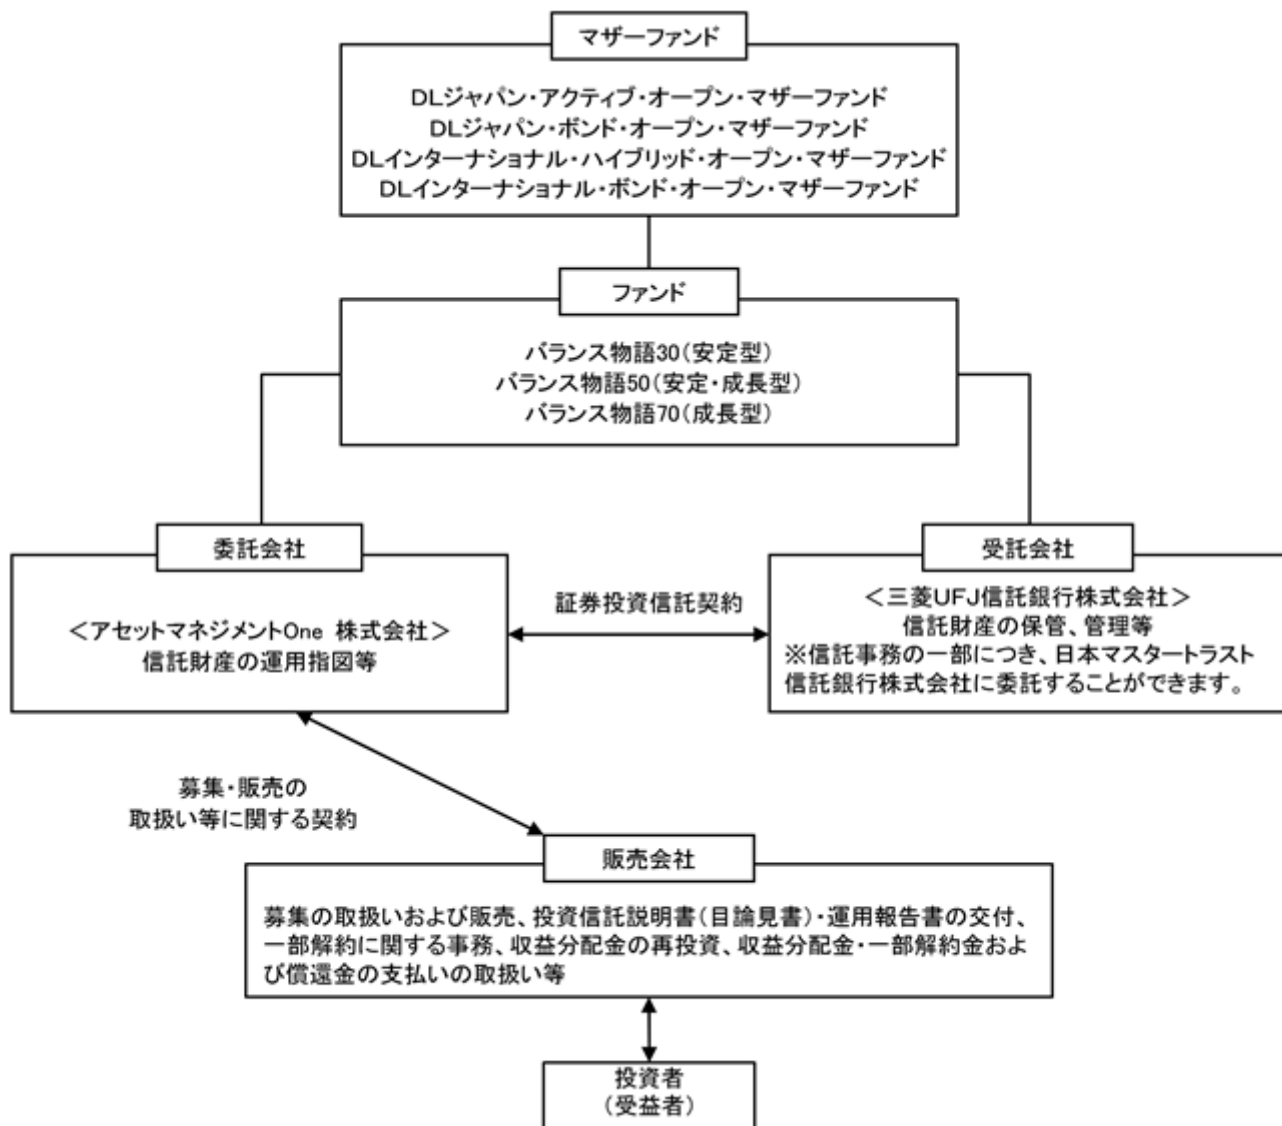 マザーファンド
DLジャパン・アクティブ・オープン・マザーファンド
DLジャパン・ボンド・オープン・マザーファンド
DLインターナショナル・ハイブリッド・オープン・マザーファンド
DLインターナショナル・ボンド・オープン・マザーファンド
ファンド
バランス物語30(安定型)
バランス物語50(安定・成長型)
バランス物語70(成長型)
委託会社
<アセットマネジメントOne 株式会社>
信託財産の運用指図等
証券投資信託契約
受託会社
<三菱UFJ信託銀行株式会社>
信託財産の保管、管理等
※信託事務の一部につき、日本マスタートラスト
信託銀行株式会社に委託することができます。
募集・販売の
取扱い等に関する契約
販売会社
募集の取扱いおよび販売、投資信託説明書(目論見書)・運用報告書の交付、
一部解約に関する事務、収益分配金の再投資、収益分配金・一部解約金およ
び償還金の支払いの取扱い等
投資者
(受益者)